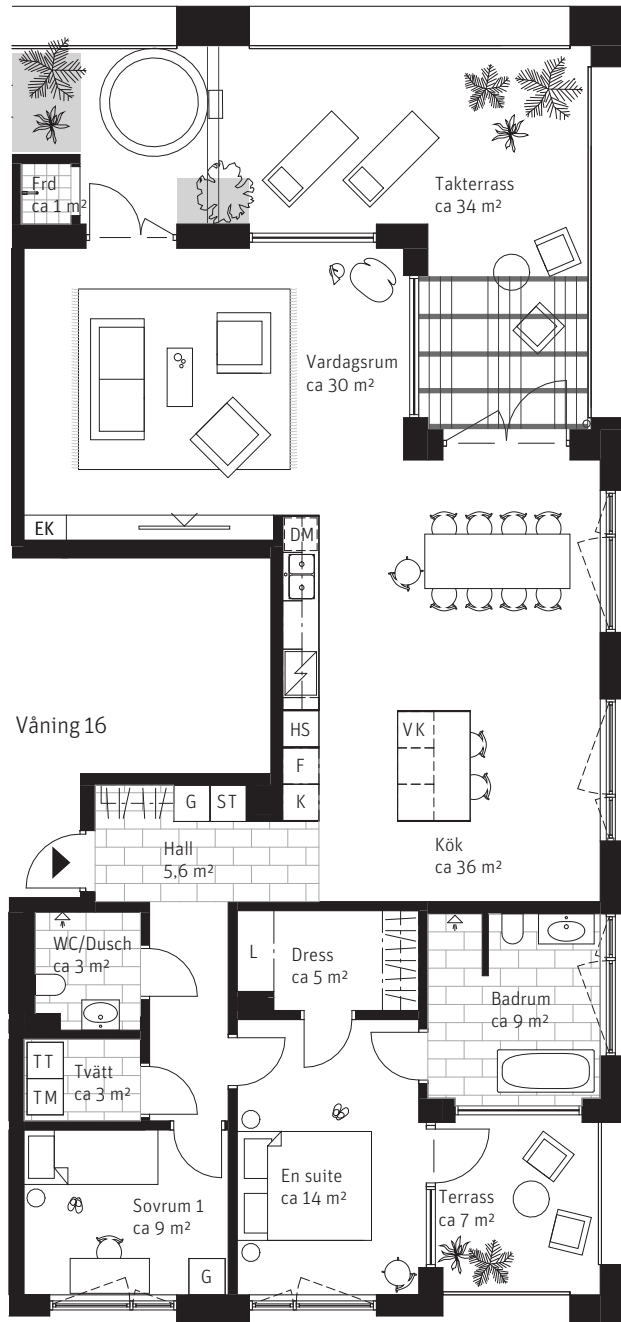 Frd
ca 1 m²
Takterrass
ca 34 m²
Vardagsrum
ca 30 m²
EK
DM
Våning 16
HS
VK
F
G
ST
K
Hall
5,6 m²
Kök
ca 36 m²
WC/Dusch
ca 3 m²
L
Dress
ca 5 m²
Badrum
ca 9 m²
TT
Tvätt
ca 3 m²
TM
En suite
ca 14 m²
Sovrum 1
ca 9 m²
Terrass
ca 7 m²
G